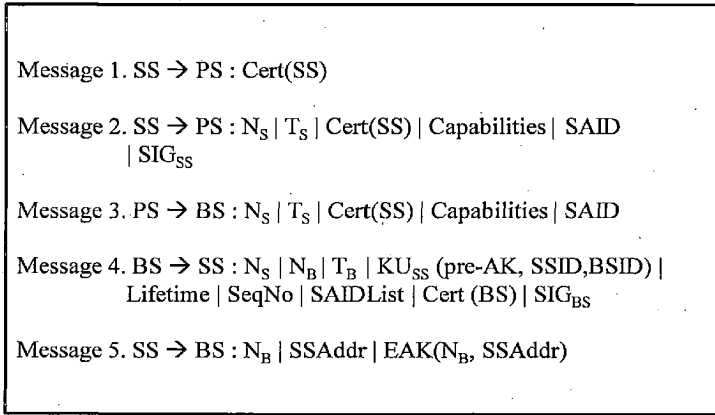 Message 1. SS → PS : Cert(SS)
Message 2. SS → PS : N_S | T_S | Cert(SS) | Capabilities | SAID
| SIG_SS
Message 3. PS → BS : N_S | T_S | Cert(SS) | Capabilities | SAID
Message 4. BS → SS : N_S | N_B | T_B | KU_SS (pre-AK, SSID,BSID) |
Lifetime | SeqNo | SAIDList | Cert (BS) | SIG_BS
Message 5. SS → BS : N_B | SSAddr | EAK(N_B, SSAddr)